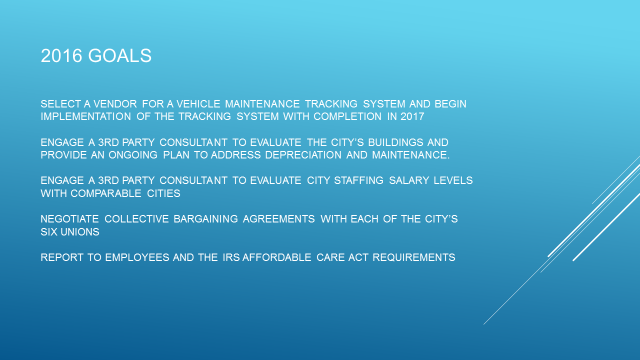 2016 GOALS
SELECT A VENDOR FOR A VEHICLE MAINTENANCE TRACKING SYSTEM AND BEGIN
IMPLEMENTATION OF THE TRACKING SYSTEM WITH COMPLETION IN 2017
ENGAGE A 3RD PARTY CONSULTANT TO EVALUATE THE CITY'S BUILDINGS AND
PROVIDE AN ONGOING PLAN TO ADDRESS DEPRECIATION AND MAINTENANCE.
ENGAGE A 3RD PARTY CONSULTANT TO EVALUATE CITY STAFFING SALARY LEVELS
WITH COMPARABLE CITIES
NEGOTIATE COLLECTIVE BARGAINING AGREEMENTS WITH EACH OF THE CITY'S
SIX UNIONS
REPORT TO EMPLOYEES AND THE IRS AFFORDABLE CARE ACT REQUIREMENTS